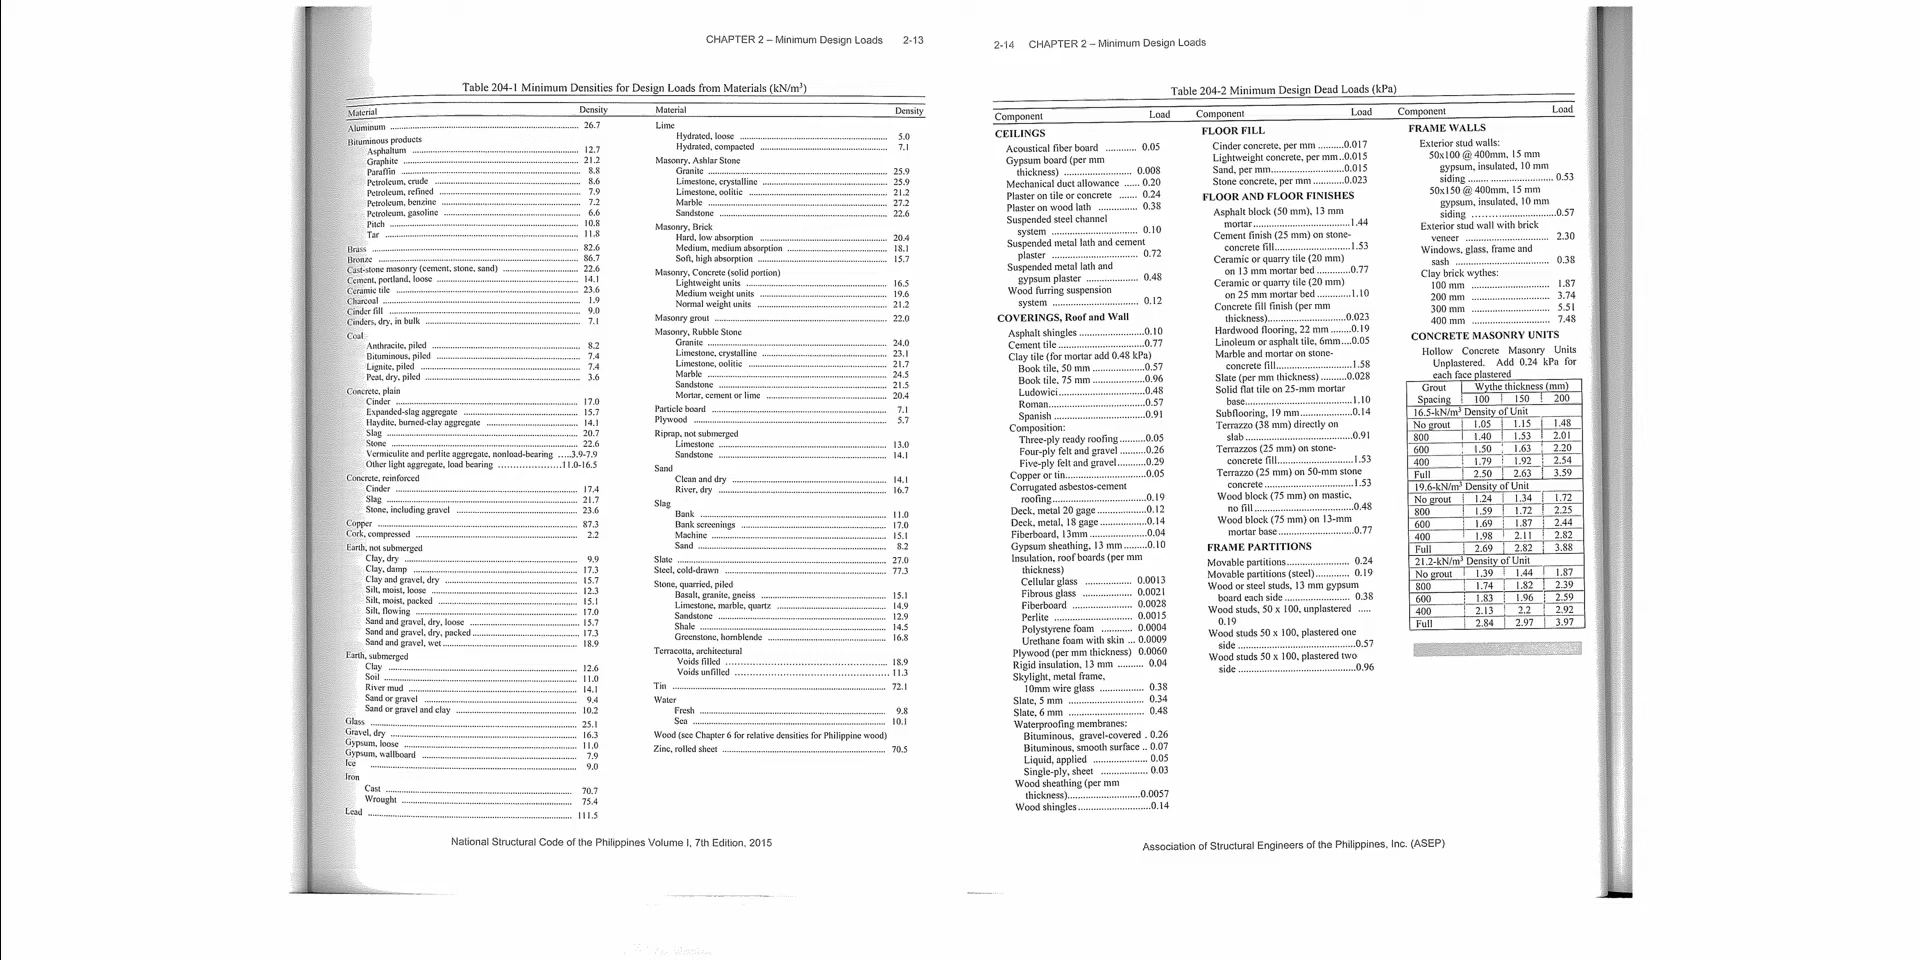 CHAPTER 2 – Minimum Design Loads 2-13
Table 204-1 Minimum Densities for Design Loads from Materials (kN/m³)
Material Density
Aluminum 26.7
Bituminous products
Asphaltum 12.7
Graphite 21.2
Paraffin 8.8
Petroleum, crude 8.6
Petroleum, refined 7.9
Petroleum, benzine 7.2
Petroleum, gasoline 6.6
Pitch 10.8
Tar 11.8
Brass 82.6
Bronze 86.7
Cast-stone masonry (cement, stone, sand) 22.6
Cement, portland, loose 14.1
Ceramic tile 23.6
Charcoal 1.9
Cinder fill 9.0
Cinders, dry, in bulk 7.1
Coal
Anthracite, piled 8.2
Bituminous, piled 7.4
Lignite, piled 7.4
Peat, dry, piled 3.6
Concrete, plain
Cinder 17.0
Expanded-slag aggregate 15.7
Haydite, burned-clay aggregate 14.1
Slag 20.7
Stone 22.6
Vermiculite and perlite aggregate, nonload-bearing 3.9-7.9
Other light aggregate, load bearing 11.0-16.5
Concrete, reinforced
Cinder 17.4
Slag 21.7
Stone, including gravel 23.6
Copper 87.3
Cork, compressed 2.2
Earth, not submerged
Clay, dry 9.9
Clay, damp 17.3
Clay and gravel, dry 15.7
Silt, moist, loose 12.3
Silt, moist, packed 15.1
Silt, flowing 17.0
Sand and gravel, dry, loose 15.7
Sand and gravel, dry, packed 17.3
Sand and gravel, wet 18.9
Earth, submerged
Clay 12.6
Soil 11.0
River mud 14.1
Sand or gravel 9.4
Sand or gravel and clay 10.2
Glass 25.1
Gravel, dry 16.3
Gypsum, loose 11.0
Gypsum, wallboard 7.9
Ice 9.0
Iron
Cast 70.7
Wrought 75.4
Lead 111.5
Material Density
Lime
Hydrated, loose 5.0
Hydrated, compacted 7.1
Masonry, Ashlar Stone
Granite 25.9
Limestone, crystalline 25.9
Limestone, oolitic 21.2
Marble 27.2
Sandstone 22.6
Masonry, Brick
Hard, low absorption 20.4
Medium, medium absorption 18.1
Soft, high absorption 15.7
Masonry, Concrete (solid portion)
Lightweight units 16.5
Medium weight units 19.6
Normal weight units 21.2
Masonry grout 22.0
Masonry, Rubble Stone
Granite 24.0
Limestone, crystalline 23.1
Limestone, oolitic 21.7
Marble 24.5
Sandstone 21.5
Mortar, cement or lime 20.4
Particle board 7.1
Plywood 5.7
Riprap, not submerged
Limestone 13.0
Sandstone 14.1
Sand
Clean and dry 14.1
River, dry 16.7
Slag
Bank 11.0
Bank screenings 17.0
Machine 15.1
Sand 8.2
Slate 27.0
Steel, cold-drawn 77.3
Stone, quarried, piled
Basalt, granite, gneiss 15.1
Limestone, marble, quartz 14.9
Sandstone 12.9
Shale 14.5
Greenstone, hornblende 16.8
Terracotta, architectural
Voids filled 18.9
Voids unfilled 11.3
Tin 72.1
Water
Fresh 9.8
Sea 10.1
Wood (see Chapter 6 for relative densities for Philippine wood)
Zinc, rolled sheet 70.5
National Structural Code of the Philippines Volume I, 7th Edition, 2015
2-14 CHAPTER 2 – Minimum Design Loads
Table 204-2 Minimum Design Dead Loads (kPa)
Component Load
CEILINGS
Acoustical fiber board 0.05
Gypsum board (per mm
thickness) 0.008
Mechanical duct allowance 0.20
Plaster on tile or concrete 0.24
Plaster on wood lath 0.38
Suspended steel channel
system 0.10
Suspended metal lath and cement
plaster 0.72
Suspended metal lath and
gypsum plaster 0.48
Wood furring suspension
system 0.12
COVERINGS, Roof and Wall
Asphalt shingles 0.10
Cement tile 0.77
Clay tile (for mortar add 0.48 kPa)
Book tile, 50 mm 0.57
Book tile, 75 mm 0.96
Ludowici 0.48
Roman 0.57
Spanish 0.91
Composition:
Three-ply ready roofing 0.05
Four-ply felt and gravel 0.26
Five-ply felt and gravel 0.29
Copper or tin 0.05
Corrugated asbestos-cement
roofing 0.19
Deck, metal 20 gage 0.12
Deck, metal, 18 gage 0.14
Fiberboard, 13mm 0.04
Gypsum sheathing, 13 mm 0.10
Insulation, roof boards (per mm
thickness)
Cellular glass 0.0013
Fibrous glass 0.0021
Fiberboard 0.0028
Perlite 0.0015
Polystyrene foam 0.0004
Urethane foam with skin 0.0009
Plywood (per mm thickness) 0.0060
Rigid insulation, 13 mm 0.04
Skylight, metal frame,
10mm wire glass 0.38
Slate, 5 mm 0.34
Slate, 6 mm 0.48
Waterproofing membranes:
Bituminous, gravel-covered 0.26
Bituminous, smooth surface 0.07
Liquid, applied 0.05
Single-ply, sheet 0.03
Wood sheathing (per mm
thickness) 0.0057
Wood shingles 0.14
Component Load
FLOOR FILL
Cinder concrete, per mm 0.017
Lightweight concrete, per mm 0.015
Sand, per mm 0.015
Stone concrete, per mm 0.023
FLOOR AND FLOOR FINISHES
Asphalt block (50 mm), 13 mm
mortar 1.44
Cement finish (25 mm) on stone-
concrete fill 1.53
Ceramic or quarry tile (20 mm)
on 13 mm mortar bed 0.77
Ceramic or quarry tile (20 mm)
on 25 mm mortar bed 1.10
Concrete fill finish (per mm
thickness) 0.023
Hardwood flooring, 22 mm 0.19
Linoleum or asphalt tile, 6mm 0.05
Marble and mortar on stone-
concrete fill 1.58
Slate (per mm thickness) 0.028
Solid flat tile on 25-mm mortar
base 1.10
Subflooring, 19 mm 0.14
Terrazzo (38 mm) directly on
slab 0.91
Terrazzos (25 mm) on stone-
concrete fill 1.53
Terrazzo (25 mm) on 50-mm stone
concrete 1.53
Wood block (75 mm) on mastic,
no fill 0.48
Wood block (75 mm) on 13-mm
mortar base 0.77
FRAME PARTITIONS
Movable partitions 0.24
Movable partitions (steel) 0.19
Wood or steel studs, 13 mm gypsum
board each side 0.38
Wood studs, 50 x 100, unplastered
0.19
Wood studs 50 x 100, plastered one
side 0.57
Wood studs 50 x 100, plastered two
side 0.96
Component Load
FRAME WALLS
Exterior stud walls:
50x100 @ 400mm, 15 mm
gypsum, insulated, 10 mm
siding 0.53
50x150 @ 400mm, 15 mm
gypsum, insulated, 10 mm
siding 0.57
Exterior stud wall with brick
veneer 2.30
Windows, glass, frame and
sash 0.38
Clay brick wythes:
100 mm 1.87
200 mm 3.74
300 mm 5.51
400 mm 7.48
CONCRETE MASONRY UNITS
Hollow Concrete Masonry Units
Unplastered. Add 0.24 kPa for
each face plastered
Grout Wythe thickness (mm)
Spacing 100 150 200
16.5-kN/m³ Density of Unit
No grout 1.05 1.15 1.48
800 1.40 1.53 2.01
600 1.50 1.63 2.20
400 1.79 1.92 2.54
Full 2.50 2.63 3.59
19.6-kN/m³ Density of Unit
No grout 1.24 1.34 1.72
800 1.59 1.72 2.25
600 1.69 1.87 2.44
400 1.98 2.11 2.82
Full 2.69 2.82 3.88
21.2-kN/m³ Density of Unit
No grout 1.39 1.44 1.87
800 1.74 1.82 2.39
600 1.83 1.96 2.59
400 2.13 2.2 2.92
Full 2.84 2.97 3.97
Association of Structural Engineers of the Philippines, Inc. (ASEP)